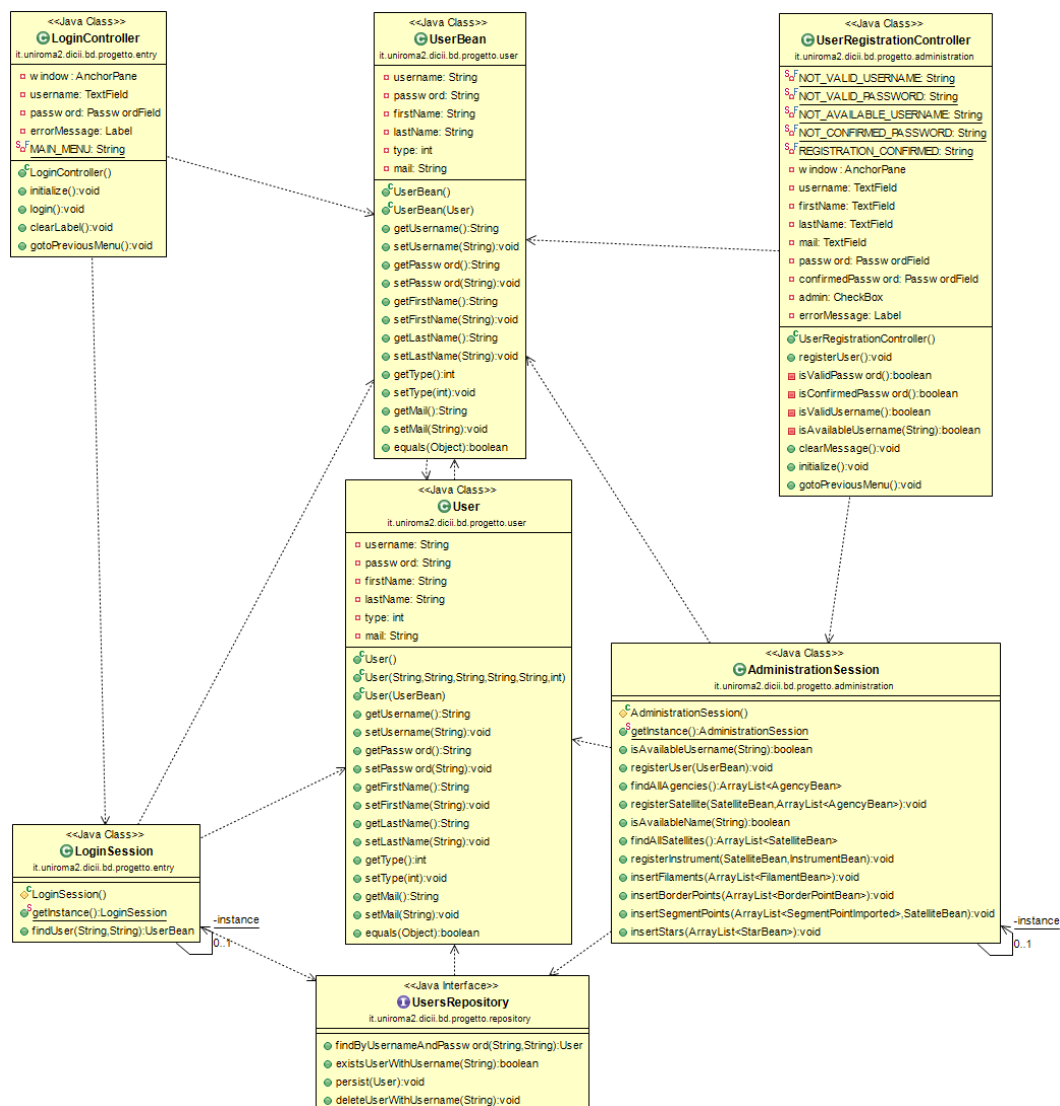 <<Java Class>>
LoginController
it.uniroma2.dicii.bd.progetto.entry
window: AnchorPane
username: TextField
password: PasswordField
errorMessage: Label
MAIN_MENU: String
LoginController()
initialize():void
login():void
clearLabel():void
gotoPreviousMenu():void
<<Java Class>>
UserBean
it.uniroma2.dicii.bd.progetto.user
username: String
password: String
firstName: String
lastName: String
type: int
mail: String
UserBean()
UserBean(User)
getUsername():String
setUsername(String):void
getPassword():String
setPassword(String):void
getFirstName():String
setFirstName(String):void
getLastName():String
setLastName(String):void
getType():int
setType(int):void
getMail():String
setMail(String):void
equals(Object):boolean
<<Java Class>>
UserRegistrationController
it.uniroma2.dicii.bd.progetto.administration
NOT_VALID_USERNAME: String
NOT_VALID_PASSWORD: String
NOT_AVAILABLE_USERNAME: String
NOT_CONFIRMED_PASSWORD: String
REGISTRATION_CONFIRMED: String
window: AnchorPane
username: TextField
firstName: TextField
lastName: TextField
mail: TextField
password: PasswordField
confirmedPassword: PasswordField
admin: CheckBox
errorMessage: Label
UserRegistrationController()
registerUser():void
isValidPassword():boolean
isConfirmedPassword():boolean
isValidUsername():boolean
isAvailableUsername(String):boolean
clearMessage():void
initialize():void
gotoPreviousMenu():void
<<Java Class>>
User
it.uniroma2.dicii.bd.progetto.user
username: String
password: String
firstName: String
lastName: String
type: int
mail: String
User()
User(String,String,String,String,String,int)
User(UserBean)
getUsername():String
setUsername(String):void
getPassword():String
setPassword(String):void
getFirstName():String
setFirstName(String):void
getLastName():String
setLastName(String):void
getType():int
setType(int):void
getMail():String
setMail(String):void
equals(Object):boolean
<<Java Class>>
AdministrationSession
it.uniroma2.dicii.bd.progetto.administration
AdministrationSession()
getInstance():AdministrationSession
isAvailableUsername(String):boolean
registerUser(UserBean):void
findAllAgencies():ArrayList<AgencyBean>
registerSatellite(SatelliteBean,ArrayList<AgencyBean>):void
isAvailableName(String):boolean
findAllSatellites():ArrayList<SatelliteBean>
registerInstrument(SatelliteBean,InstrumentBean):void
insertFilaments(ArrayList<FilamentBean>):void
insertBorderPoints(ArrayList<BorderPointBean>):void
insertSegmentPoints(ArrayList<SegmentPointImported>,SatelliteBean):void
insertStars(ArrayList<StarBean>):void
-instance
0..1
<<Java Class>>
LoginSession
it.uniroma2.dicii.bd.progetto.entry
LoginSession()
getInstance():LoginSession
findUser(String,String):UserBean
-instance
0..1
<<Java Interface>>
UsersRepository
it.uniroma2.dicii.bd.progetto.repository
findByUsernameAndPassword(String,String):User
existsUserWithUsername(String):boolean
persist(User):void
deleteUserWithUsername(String):void